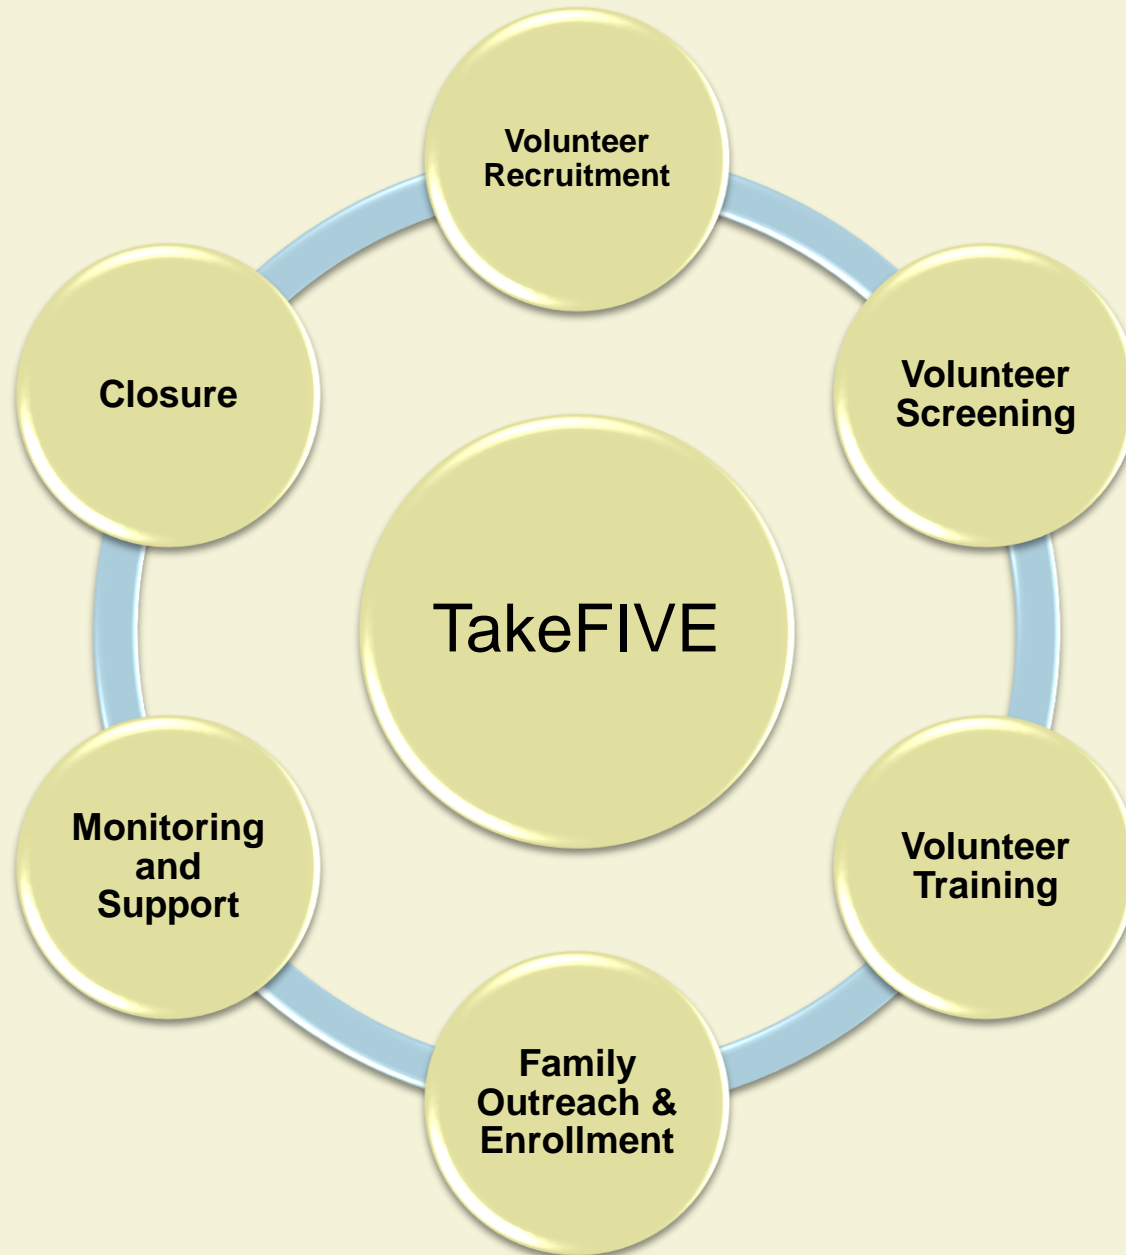 Volunteer
Recruitment
Volunteer
Screening
Volunteer
Training
Family
Outreach &
Enrollment
Monitoring
and
Support
Closure
TakeFIVE